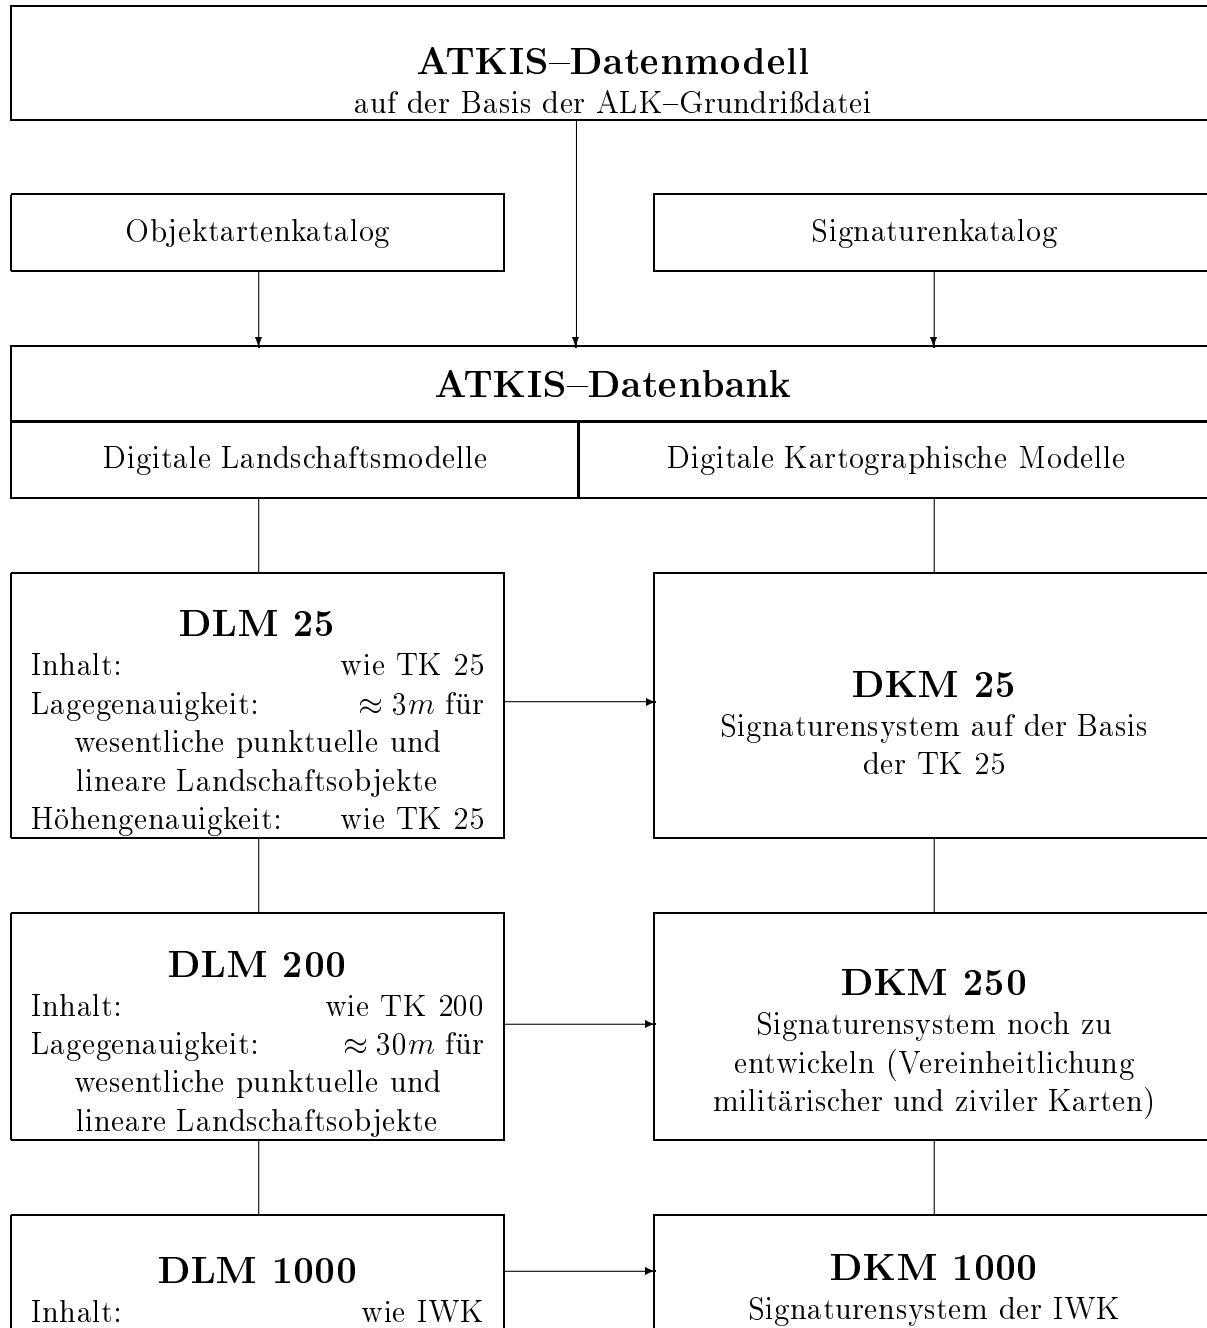 ATKIS–Datenmodell
auf der Basis der ALK–Grundrißdatei
Objektartenkatalog
Signaturenkatalog
ATKIS–Datenbank
Digitale Landschaftsmodelle
Digitale Kartographische Modelle
DLM 25
Inhalt: wie TK 25
Lagegenauigkeit: ≈ 3m für
wesentliche punktuelle und
lineare Landschaftsobjekte
Höhengenauigkeit: wie TK 25
DKM 25
Signaturensystem auf der Basis
der TK 25
DLM 200
Inhalt: wie TK 200
Lagegenauigkeit: ≈ 30m für
wesentliche punktuelle und
lineare Landschaftsobjekte
DKM 250
Signaturensystem noch zu
entwickeln (Vereinheitlichung
militärischer und ziviler Karten)
DLM 1000
Inhalt: wie IWK
DKM 1000
Signaturensystem der IWK